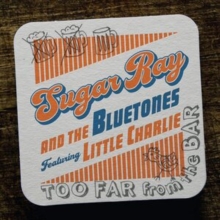 Sugar Ray
AND THE BLUETONES
Featuring LITTLE CHARLIE
TOO FAR from The BAR